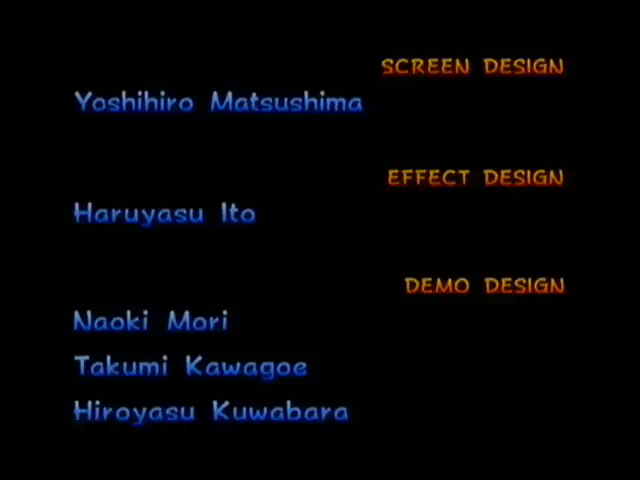 SCREEN DESIGN
Yoshihiro Matsushima
EFFECT DESIGN
Haruyasu Ito
DEMO DESIGN
Naoki Mori
Takumi Kawagoe
Hiroyasu Kuwabara